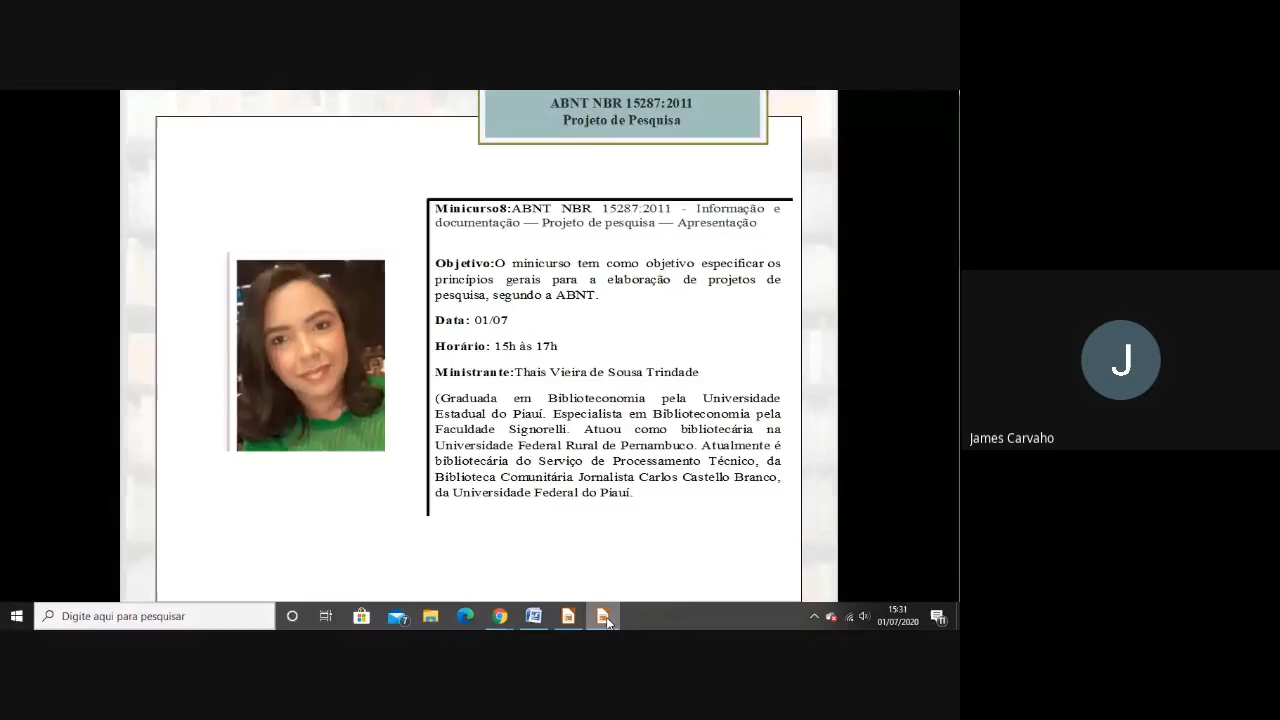 ABNT NBR 15287:2011
Projeto de Pesquisa
Minicurso8:ABNT NBR 15287:2011 - Informação e
documentação — Projeto de pesquisa — Apresentação
Objetivo:O minicurso tem como objetivo especificar os
princípios gerais para a elaboração de projetos de
pesquisa, segundo a ABNT.
Data: 01/07
Horário: 15h às 17h
Ministrante:Thais Vieira de Sousa Trindade
(Graduada em Biblioteconomia pela Universidade
Estadual do Piauí. Especialista em Biblioteconomia pela
Faculdade Signorelli. Atuou como bibliotecária na
Universidade Federal Rural de Pernambuco. Atualmente é
bibliotecária do Serviço de Processamento Técnico, da
Biblioteca Comunitária Jornalista Carlos Castello Branco,
da Universidade Federal do Piauí.
J
James Carvaho
Digite aqui para pesquisar
7
15:31
01/07/2020
11